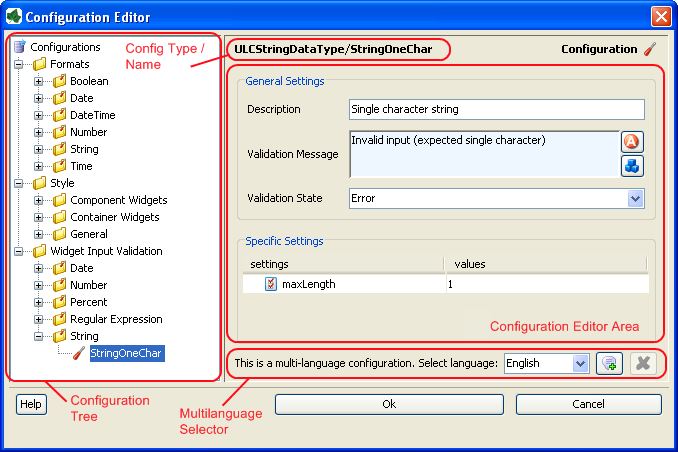 Configuration Editor
Configurations
Formats
Boolean
Date
DateTime
Number
String
Time
Style
Component Widgets
Container Widgets
General
Widget Input Validation
Date
Number
Percent
Regular Expression
String
StringOneChar
Config Type /
Name
ULCStringDataType/StringOneChar
Configuration
General Settings
Description
Single character string
Validation Message
Invalid input (expected single character)
A
Validation State
Error
Specific Settings
settings
values
maxLength
1
Configuration Editor Area
This is a multi-language configuration. Select language:
English
Configuration
Tree
Multilanguage
Selector
Help
Ok
Cancel